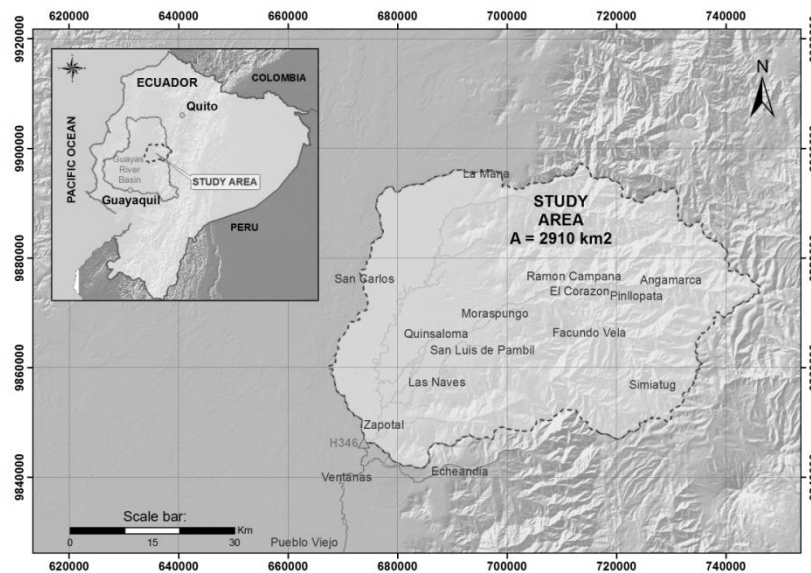 620000 640000 660000 680000 700000 720000 740000
9920000
9900000
9880000
9860000
9840000
ECUADOR
COLOMBIA
Quito
PACIFIC OCEAN
Guayas
River
Basin
STUDY AREA
Guayaquil
PERU
N
La Mana
STUDY
AREA
A = 2910 km2
San Carlos
Ramon Campana
Angamarca
El Corazon
Pinllopata
Moraspungo
Quinsaloma
Facundo Vela
San Luis de Pambil
Las Naves
Simiatug
Zapotal
H346
Ventanas
Echeandia
Scale bar:
Km
0 15 30
Pueblo Viejo
620000 640000 660000 680000 700000 720000 740000